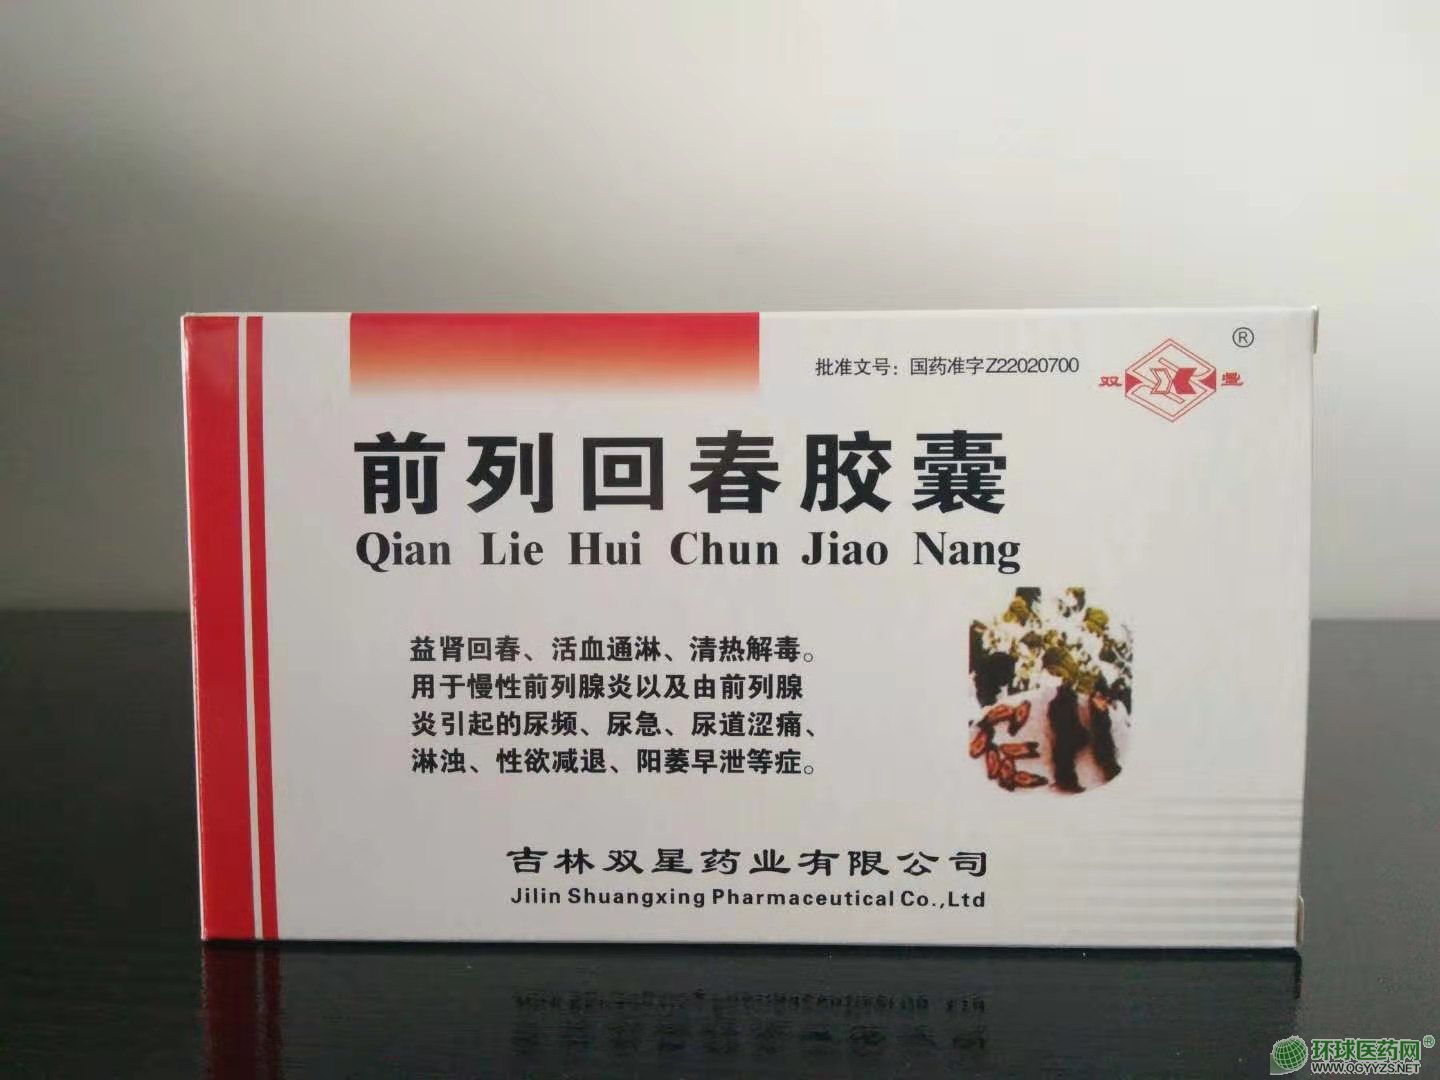 批准文号：国药准字Z22020700
双星®
前列回春胶囊
Qian Lie Hui Chun Jiao Nang
益肾回春、活血通淋、清热解毒。
用于慢性前列腺炎以及由前列腺
炎引起的尿频、尿急、尿道涩痛、
淋浊、性欲减退、阳萎早泄等症。
吉林双星药业有限公司
Jilin Shuangxing Pharmaceutical Co.,Ltd
环球医药网®
WWW.QGYYZS.NET